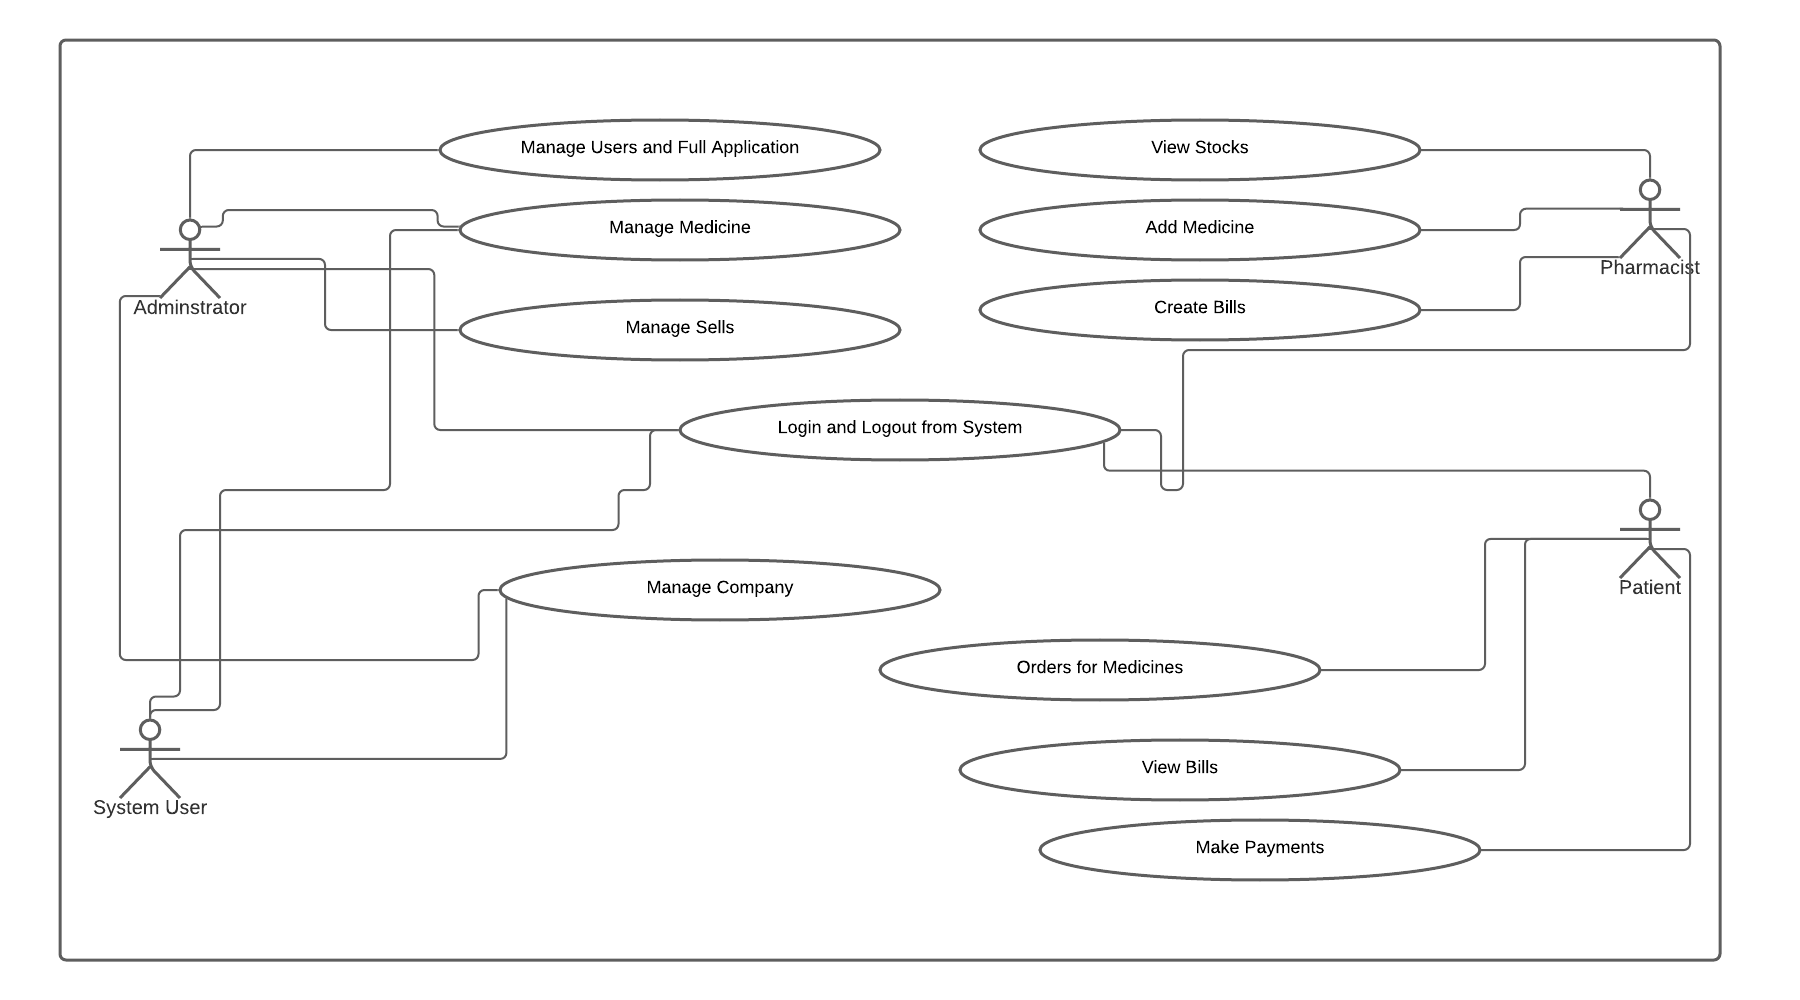 Manage Users and Full Application
View Stocks
Manage Medicine
Add Medicine
Pharmacist
Adminstrator
Create Bills
Manage Sells
Login and Logout from System
Manage Company
Patient
Orders for Medicines
View Bills
System User
Make Payments